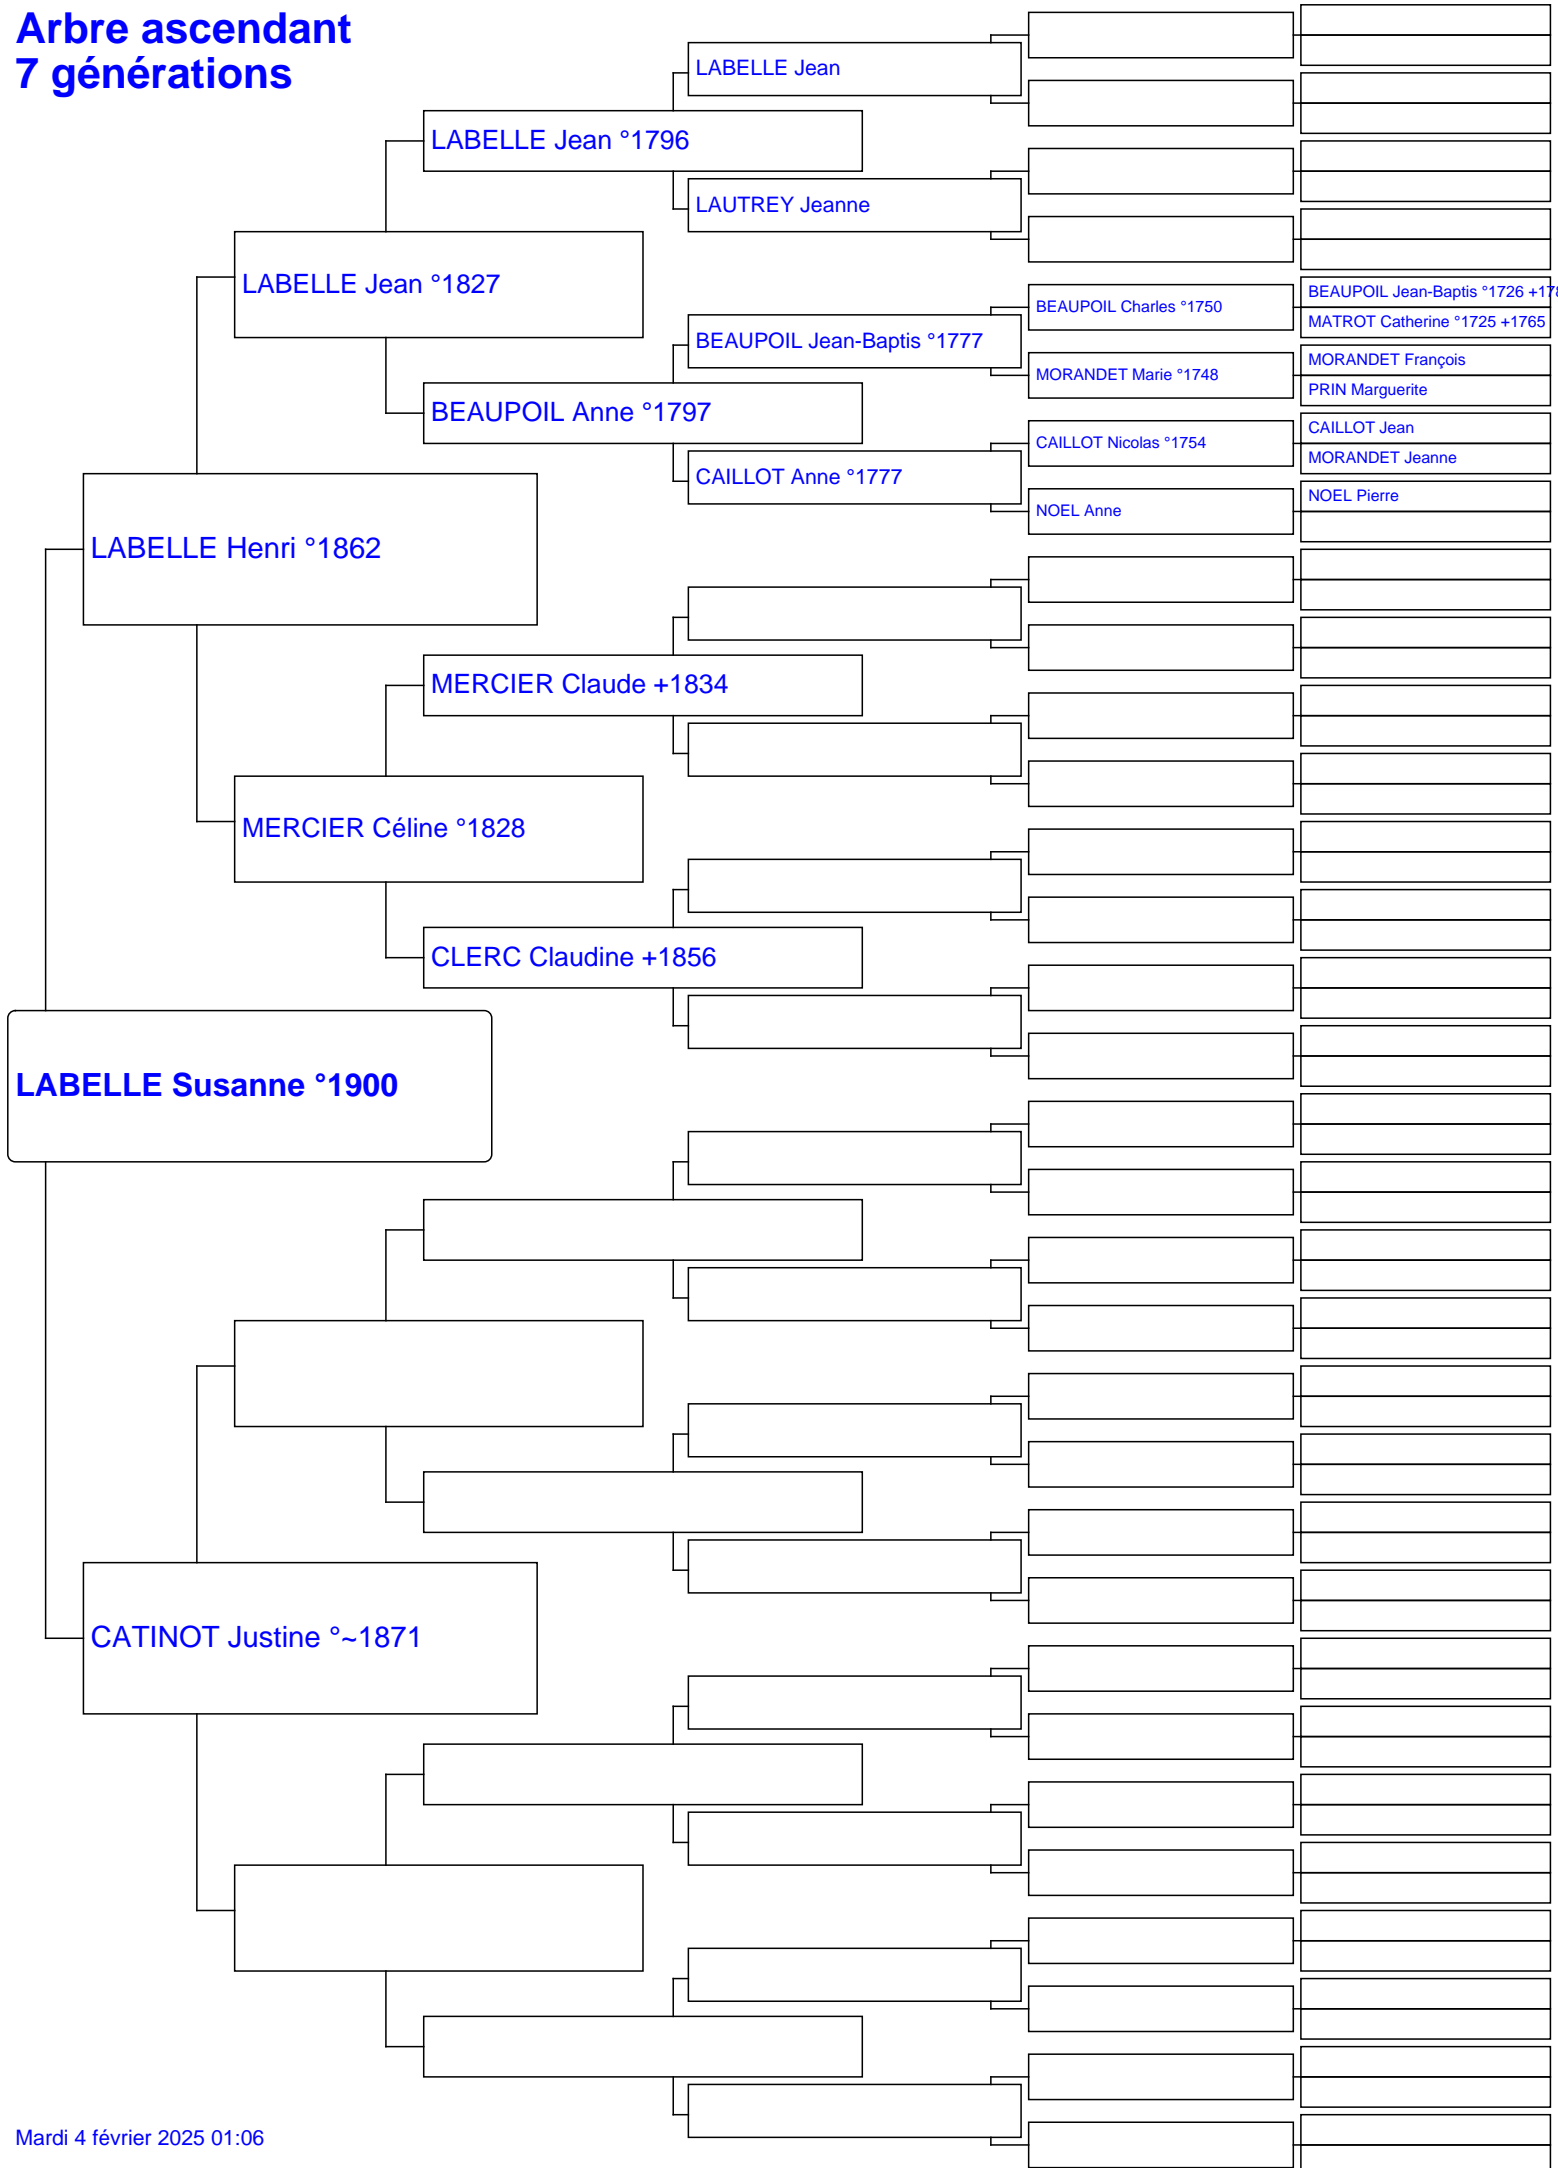 Arbre ascendant
7 générations
LABELLE Jean
LABELLE Jean °1796
LAUTREY Jeanne
LABELLE Jean °1827
BEAUPOIL Jean-Baptis °1726 +178
BEAUPOIL Charles °1750
MATROT Catherine °1725 +1765
BEAUPOIL Jean-Baptis °1777
MORANDET François
MORANDET Marie °1748
PRIN Marguerite
BEAUPOIL Anne °1797
CAILLOT Jean
CAILLOT Nicolas °1754
MORANDET Jeanne
CAILLOT Anne °1777
NOEL Pierre
NOEL Anne
LABELLE Henri °1862
MERCIER Claude +1834
MERCIER Céline °1828
CLERC Claudine +1856
LABELLE Susanne °1900
CATINOT Justine °~1871
Mardi 4 février 2025 01:06